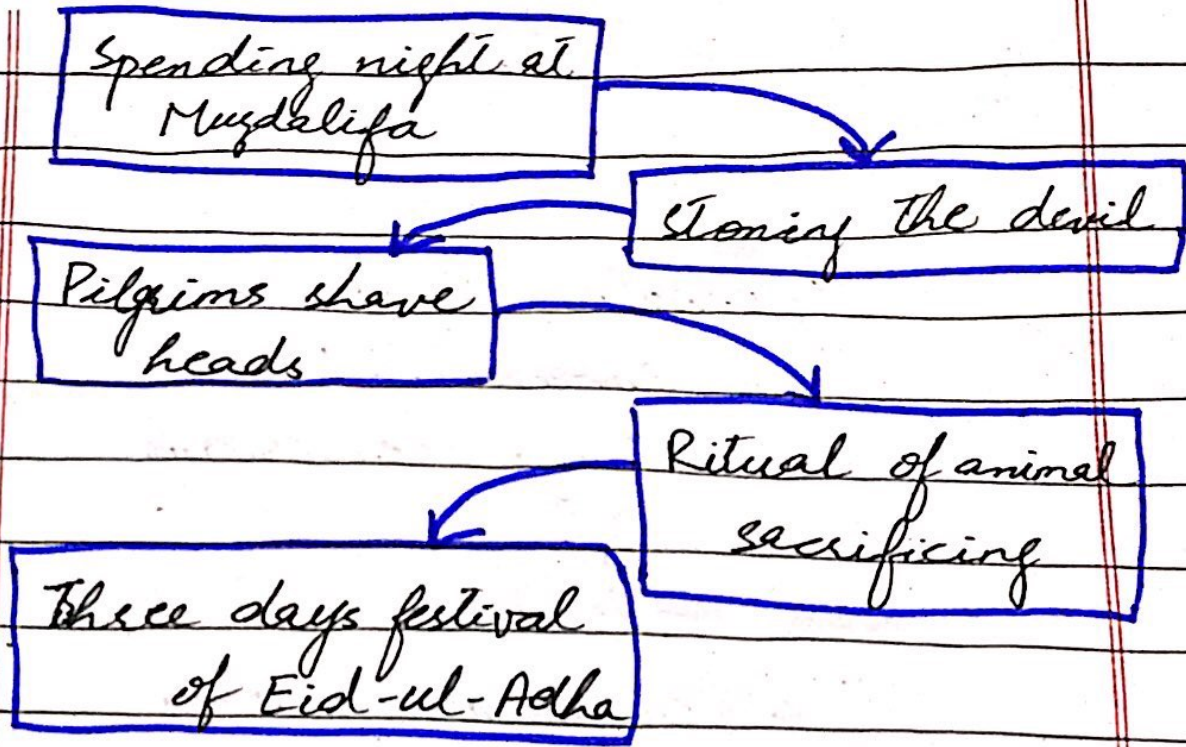 Spending night at
Muzdalifa
Stoning the devil
Pilgrims shave
heads
Ritual of animal
sacrificing
Three days festival
of Eid-ul-Adha